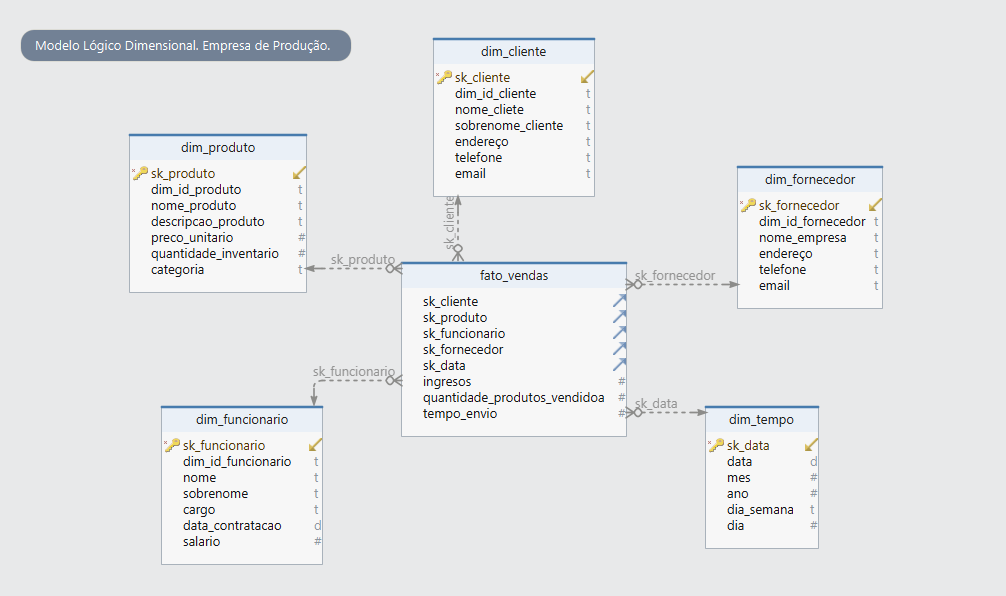 Modelo Lógico Dimensional. Empresa de Produção.
dim_cliente
sk_cliente
dim_id_cliente t
nome_cliete t
sobrenome_cliente t
endereço t
telefone t
email t
dim_produto
sk_produto
dim_id_produto t
nome_produto t
descripcao_produto t
preco_unitario #
quantidade_inventario #
categoria t
dim_fornecedor
sk_fornecedor
dim_id_fornecedor t
nome_empresa t
endereço t
telefone t
email t
sk_cliente
sk_produto
sk_fornecedor
fato_vendas
sk_cliente
sk_produto
sk_funcionario
sk_fornecedor
sk_data
ingresos #
quantidade_produtos_vendidoa #
tempo_envio #
sk_funcionario
sk_data
dim_funcionario
sk_funcionario
dim_id_funcionario t
nome t
sobrenome t
cargo t
data_contratacao d
salario #
dim_tempo
sk_data
data d
mes #
ano #
dia_semana t
dia #